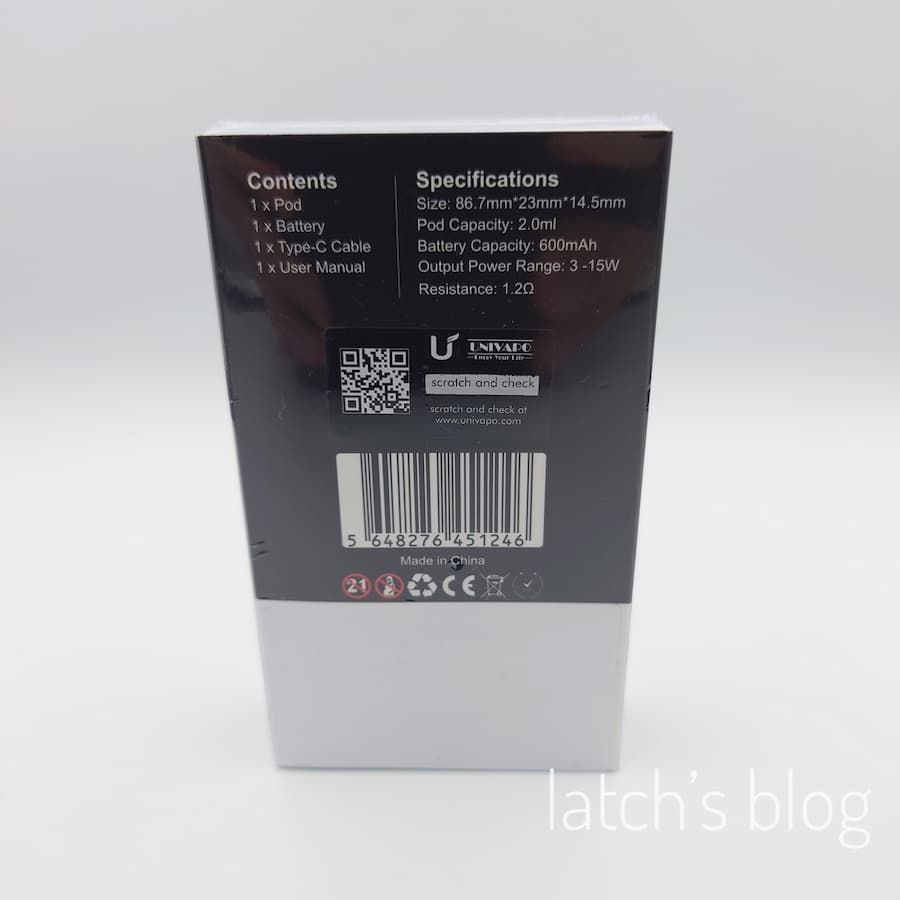 Contents
1 x Pod
1 x Battery
1 x Type-C Cable
1 x User Manual
Specifications
Size: 86.7mm*23mm*14.5mm
Pod Capacity: 2.0ml
Battery Capacity: 600mAh
Output Power Range: 3 -15W
Resistance: 1.2Ω
UNIVAPO
Enjoy Your Life
scratch and check
scratch and check at
www.univapo.com
5 648276 451246
Made in China
21
CE
latch's blog